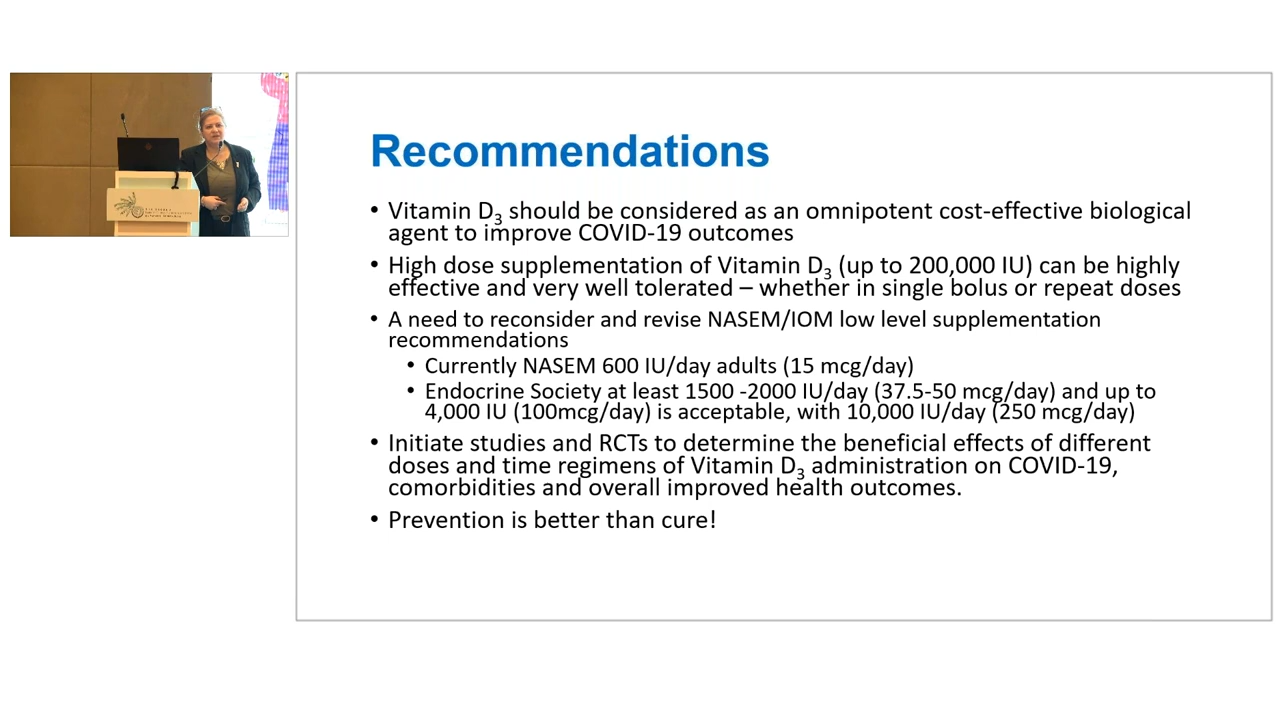 Recommendations
• Vitamin D₃ should be considered as an omnipotent cost-effective biological
agent to improve COVID-19 outcomes
• High dose supplementation of Vitamin D₃ (up to 200,000 IU) can be highly
effective and very well tolerated – whether in single bolus or repeat doses
• A need to reconsider and revise NASEM/IOM low level supplementation
recommendations
• Currently NASEM 600 IU/day adults (15 mcg/day)
• Endocrine Society at least 1500 -2000 IU/day (37.5-50 mcg/day) and up to
4,000 IU (100mcg/day) is acceptable, with 10,000 IU/day (250 mcg/day)
• Initiate studies and RCTs to determine the beneficial effects of different
doses and time regimens of Vitamin D₃ administration on COVID-19,
comorbidities and overall improved health outcomes.
• Prevention is better than cure!